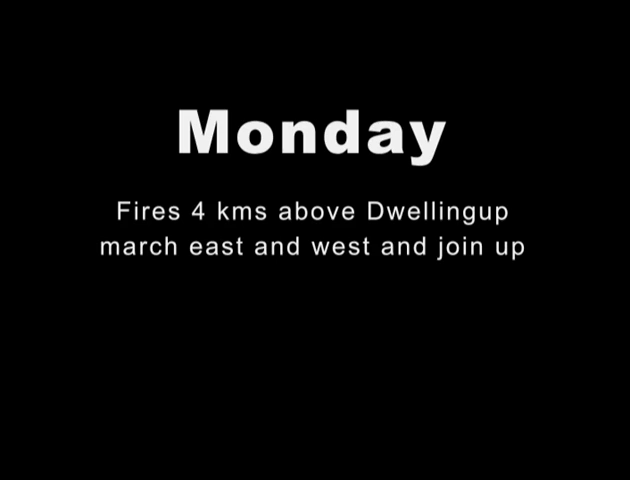 Monday
Fires 4 kms above Dwellingup
march east and west and join up